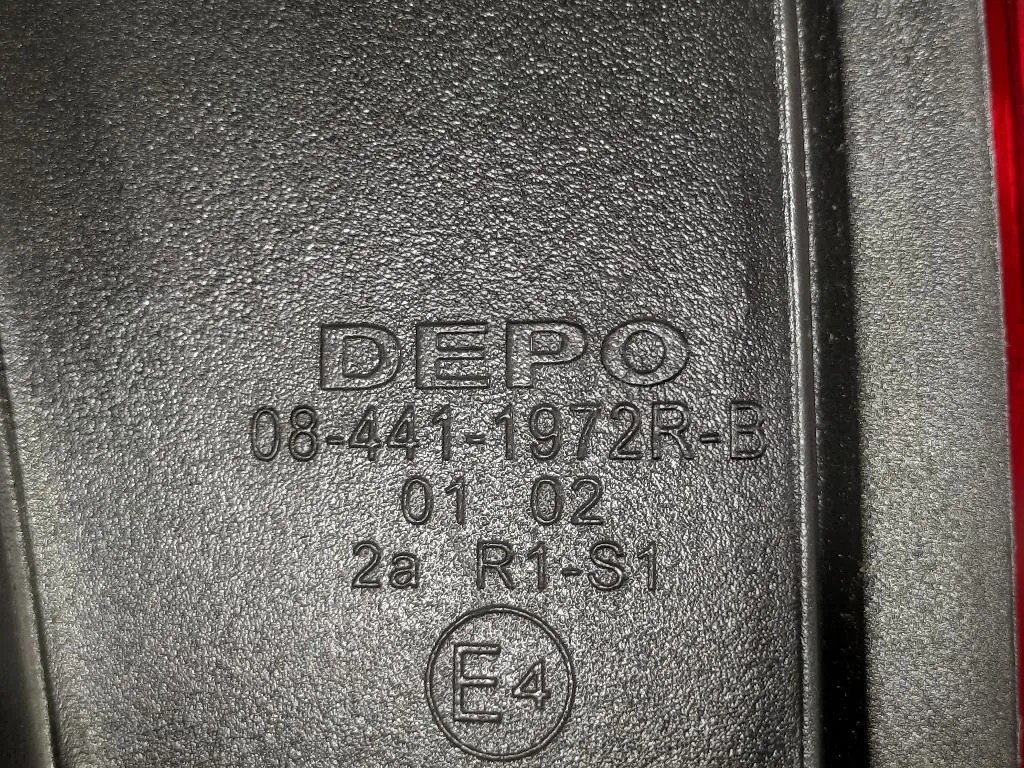 DEPO
08-441-1972R-B
01 02
2a R1-S1
E4